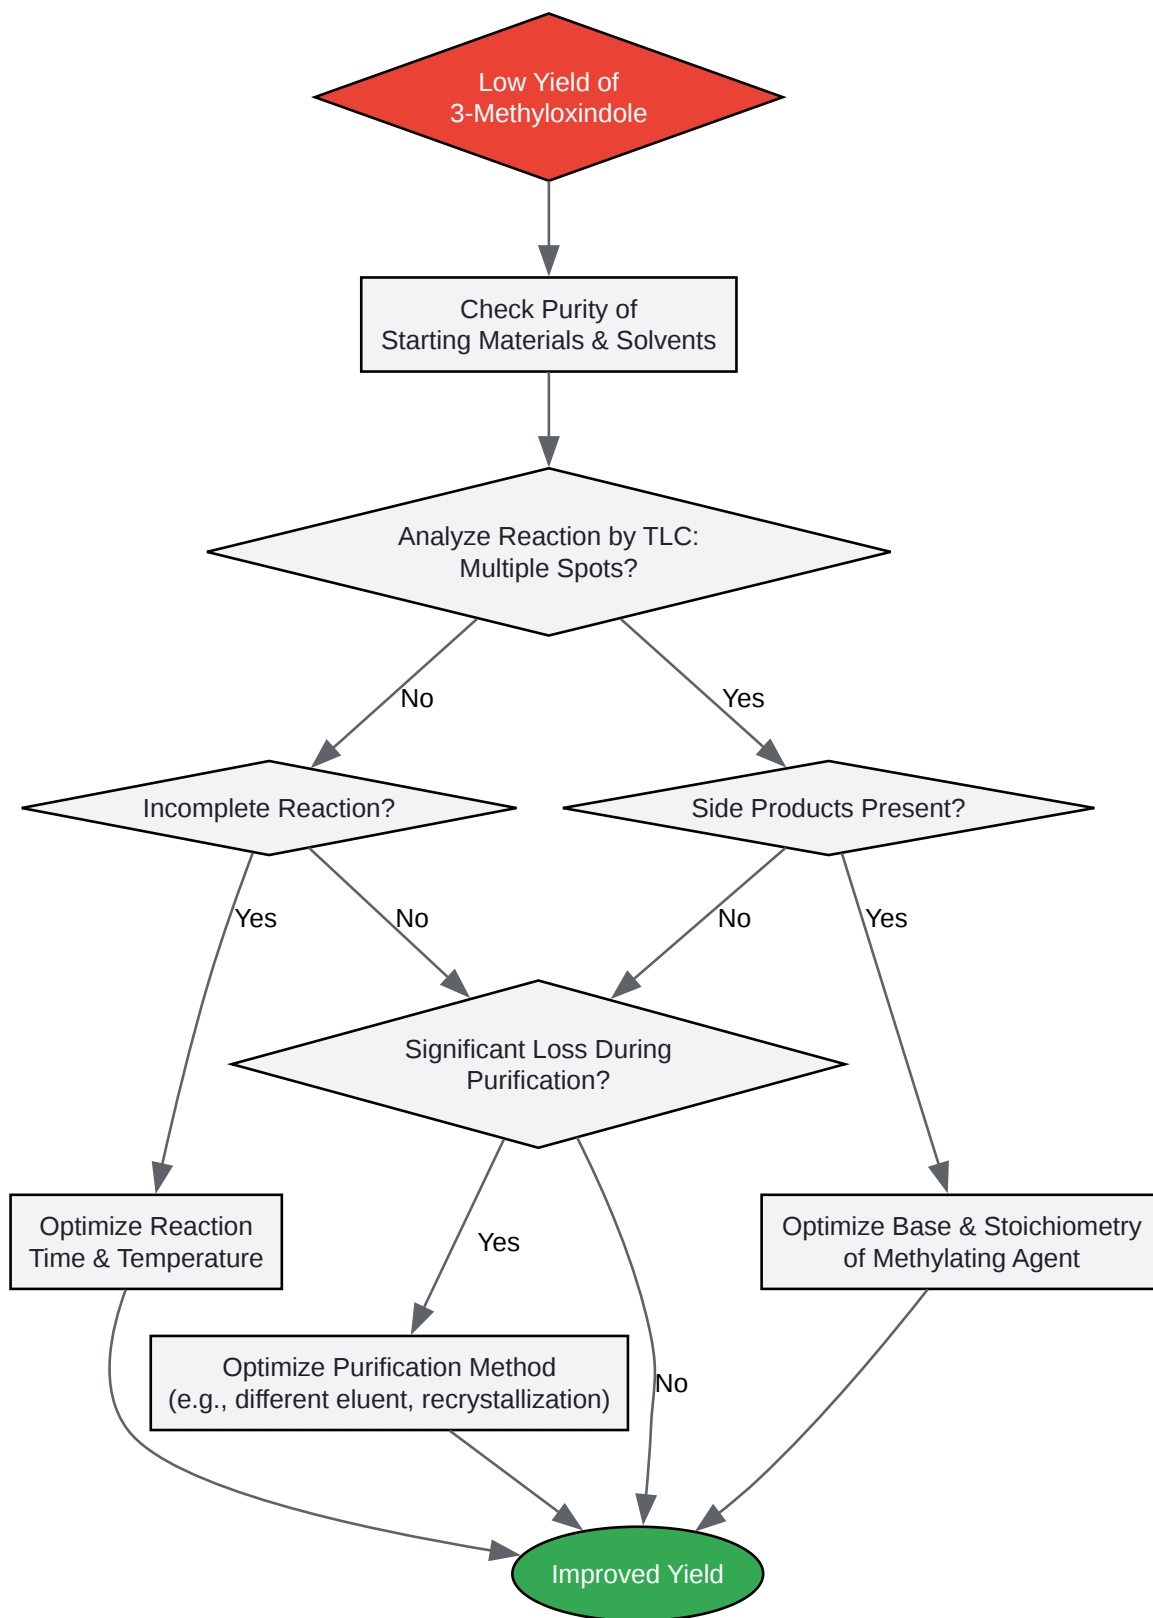 Low Yield of
3-Methyloxindole
Check Purity of
Starting Materials & Solvents
Analyze Reaction by TLC:
Multiple Spots?
No
Yes
Incomplete Reaction?
Side Products Present?
Yes
No
No
Yes
Significant Loss During
Purification?
Optimize Reaction
Time & Temperature
Yes
Optimize Base & Stoichiometry
of Methylating Agent
Optimize Purification Method
(e.g., different eluent, recrystallization)
No
Improved Yield